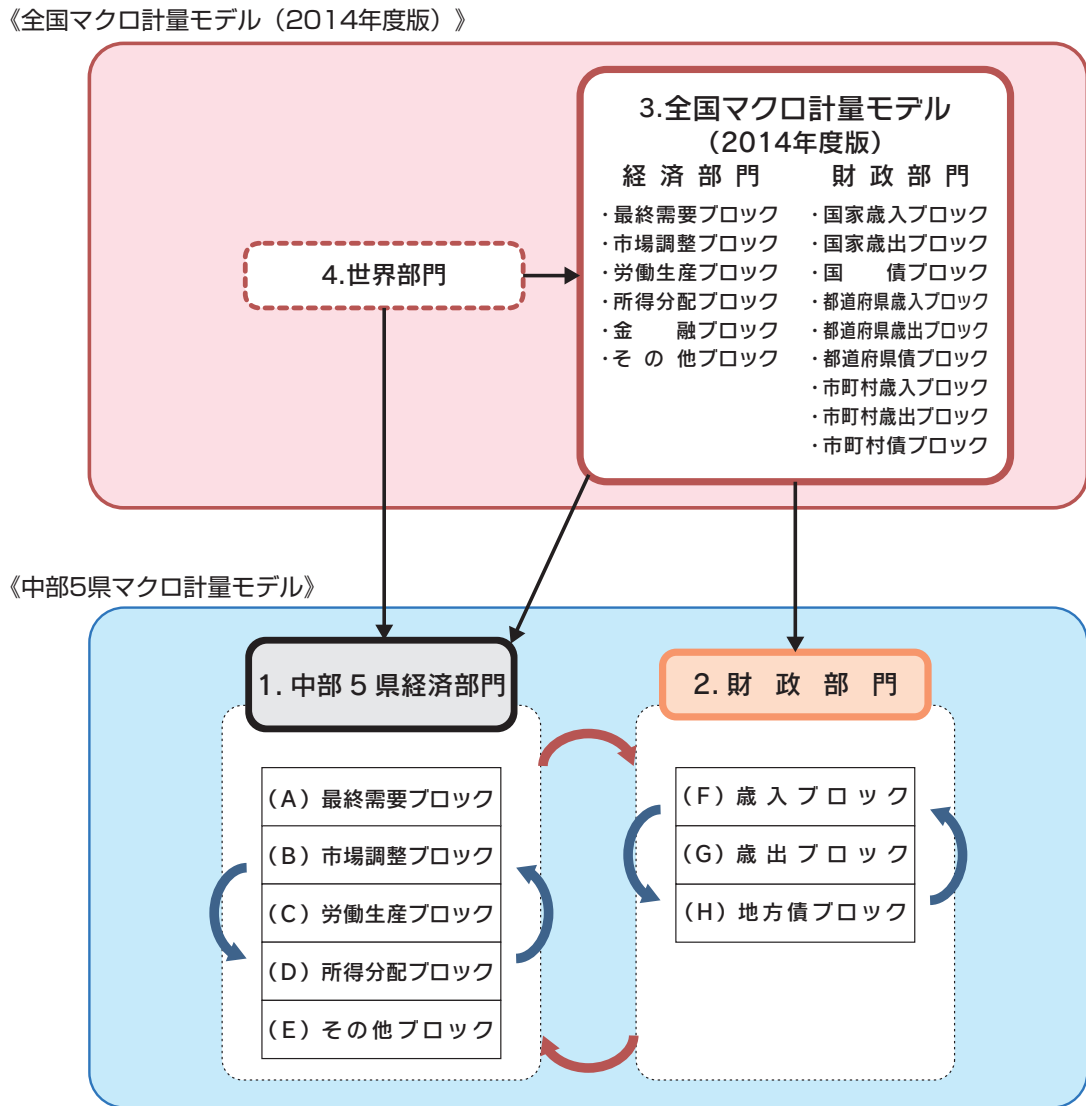 《全国マクロ計量モデル（2014年度版）》
3.全国マクロ計量モデル
（2014年度版）
経済部門
・最終需要ブロック
・市場調整ブロック
・労働生産ブロック
・所得分配ブロック
・金融ブロック
・その他ブロック
財政部門
・国家歳入ブロック
・国家歳出ブロック
・国債ブロック
・都道府県歳入ブロック
・都道府県歳出ブロック
・都道府県債ブロック
・市町村歳入ブロック
・市町村歳出ブロック
・市町村債ブロック
4.世界部門
《中部5県マクロ計量モデル》
1.中部5県経済部門
（A）最終需要ブロック
（B）市場調整ブロック
（C）労働生産ブロック
（D）所得分配ブロック
（E）その他ブロック
2.財政部門
（F）歳入ブロック
（G）歳出ブロック
（H）地方債ブロック